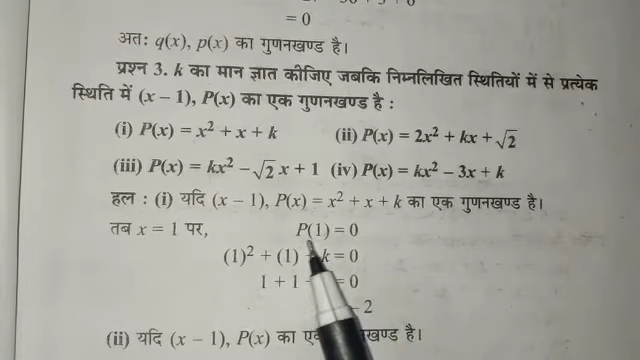 = 0
अतः q(x), p(x) का गुणनखण्ड है।
प्रश्न 3. k का मान ज्ञात कीजिए जबकि निम्नलिखित स्थितियों में से प्रत्येक
स्थिति में (x − 1), P(x) का एक गुणनखण्ड है :
(i) P(x) = x² + x + k (ii) P(x) = 2x² + kx + √2
(iii) P(x) = kx² − √2 x + 1 (iv) P(x) = kx² − 3x + k
हल : (i) यदि (x − 1), P(x) = x² + x + k का एक गुणनखण्ड है।
तब x = 1 पर, P(1) = 0
(1)² + (1) k = 0
1 + 1 = 0
2
(ii) यदि (x − 1), P(x) का है।